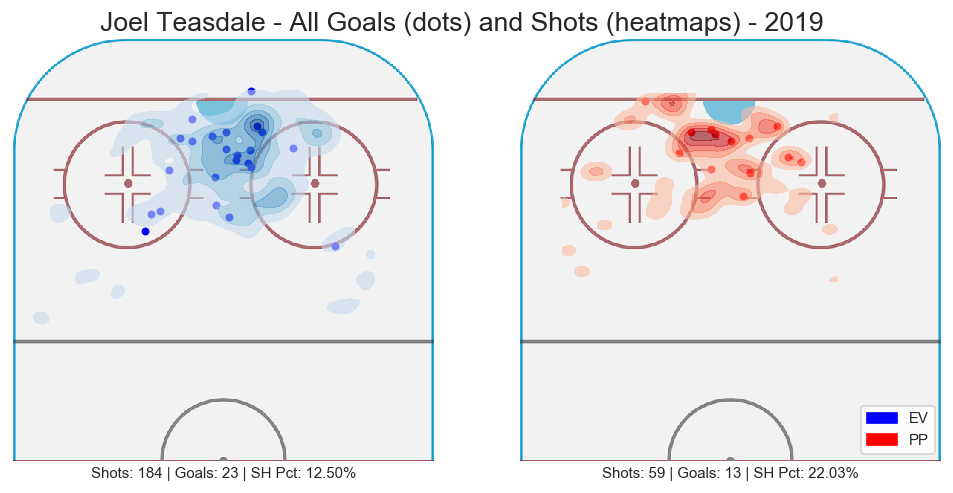 Joel Teasdale - All Goals (dots) and Shots (heatmaps) - 2019
EV
PP
Shots: 184 | Goals: 23 | SH Pct: 12.50%
Shots: 59 | Goals: 13 | SH Pct: 22.03%